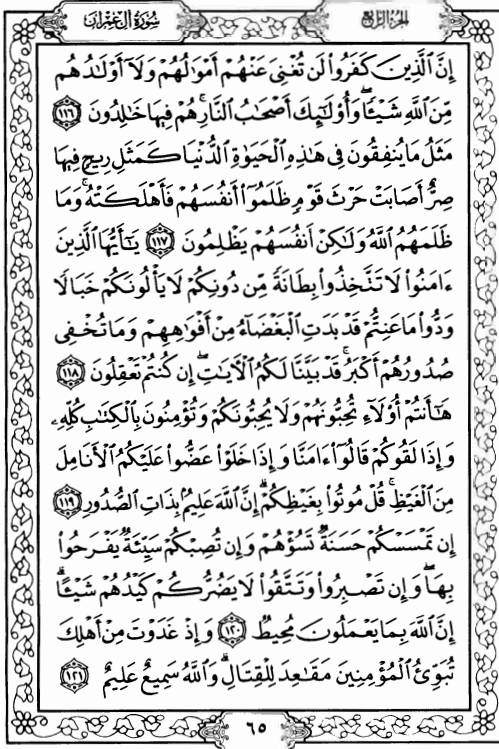 الجزء الرابع
سورة آل عمران
إِنَّ ٱلَّذِينَ كَفَرُوا۟ لَن تُغْنِىَ عَنْهُمْ أَمْوَٰلُهُمْ وَلَآ أَوْلَٰدُهُم
مِّنَ ٱللَّهِ شَيْـًٔا ۖ وَأُو۟لَٰٓئِكَ أَصْحَٰبُ ٱلنَّارِ ۚ هُمْ فِيهَا خَٰلِدُونَ ١١٦
مَثَلُ مَا يُنفِقُونَ فِى هَٰذِهِ ٱلْحَيَوٰةِ ٱلدُّنْيَا كَمَثَلِ رِيحٍ فِيهَا
صِرٌّ أَصَابَتْ حَرْثَ قَوْمٍ ظَلَمُوٓا۟ أَنفُسَهُمْ فَأَهْلَكَتْهُ ۚ وَمَا
ظَلَمَهُمُ ٱللَّهُ وَلَٰكِنْ أَنفُسَهُمْ يَظْلِمُونَ ١١٧ يَٰٓأَيُّهَا ٱلَّذِينَ
ءَامَنُوا۟ لَا تَتَّخِذُوا۟ بِطَانَةً مِّن دُونِكُمْ لَا يَأْلُونَكُمْ خَبَالًا
وَدُّوا۟ مَا عَنِتُّمْ قَدْ بَدَتِ ٱلْبَغْضَآءُ مِنْ أَفْوَٰهِهِمْ وَمَا تُخْفِى
صُدُورُهُمْ أَكْبَرُ ۚ قَدْ بَيَّنَّا لَكُمُ ٱلْءَايَٰتِ ۖ إِن كُنتُمْ تَعْقِلُونَ ١١٨
هَٰٓأَنتُمْ أُو۟لَآءِ تُحِبُّونَهُمْ وَلَا يُحِبُّونَكُمْ وَتُؤْمِنُونَ بِٱلْكِتَٰبِ كُلِّهِۦ
وَإِذَا لَقُوكُمْ قَالُوٓا۟ ءَامَنَّا وَإِذَا خَلَوْا۟ عَضُّوا۟ عَلَيْكُمُ ٱلْأَنَامِلَ
مِنَ ٱلْغَيْظِ ۚ قُلْ مُوتُوا۟ بِغَيْظِكُمْ ۗ إِنَّ ٱللَّهَ عَلِيمٌۢ بِذَاتِ ٱلصُّدُورِ ١١٩
إِن تَمْسَسْكُمْ حَسَنَةٌ تَسُؤْهُمْ وَإِن تُصِبْكُمْ سَيِّئَةٌ يَفْرَحُوا۟
بِهَا ۖ وَإِن تَصْبِرُوا۟ وَتَتَّقُوا۟ لَا يَضُرُّكُمْ كَيْدُهُمْ شَيْـًٔا ۗ
إِنَّ ٱللَّهَ بِمَا يَعْمَلُونَ مُحِيطٌ ١٢٠ وَإِذْ غَدَوْتَ مِنْ أَهْلِكَ
تُبَوِّئُ ٱلْمُؤْمِنِينَ مَقَٰعِدَ لِلْقِتَالِ ۗ وَٱللَّهُ سَمِيعٌ عَلِيمٌ ١٢١
٦٥